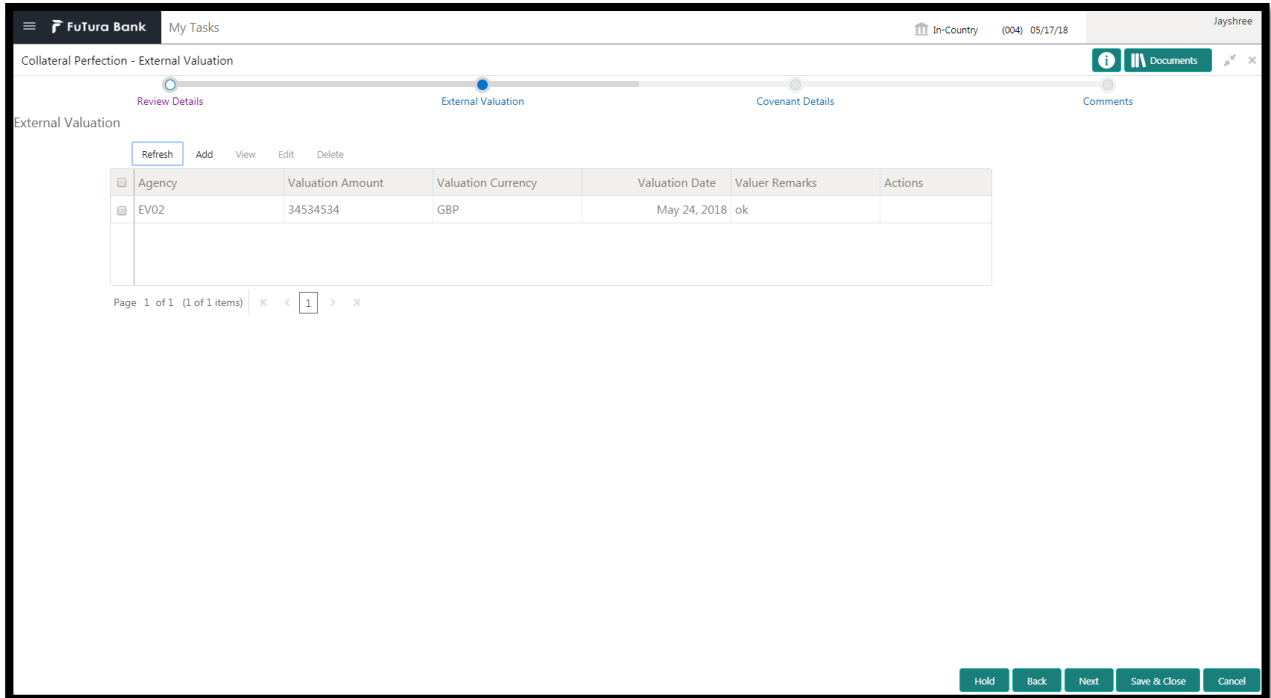 FuTura Bank My Tasks In-Country (004) 05/17/18 Jayshree
Collateral Perfection - External Valuation i Documents
Review Details External Valuation Covenant Details Comments
External Valuation
Refresh Add View Edit Delete
Agency Valuation Amount Valuation Currency Valuation Date Valuer Remarks Actions
EV02 34534534 GBP May 24, 2018 ok
Page 1 of 1 (1 of 1 items) 1
Hold Back Next Save & Close Cancel